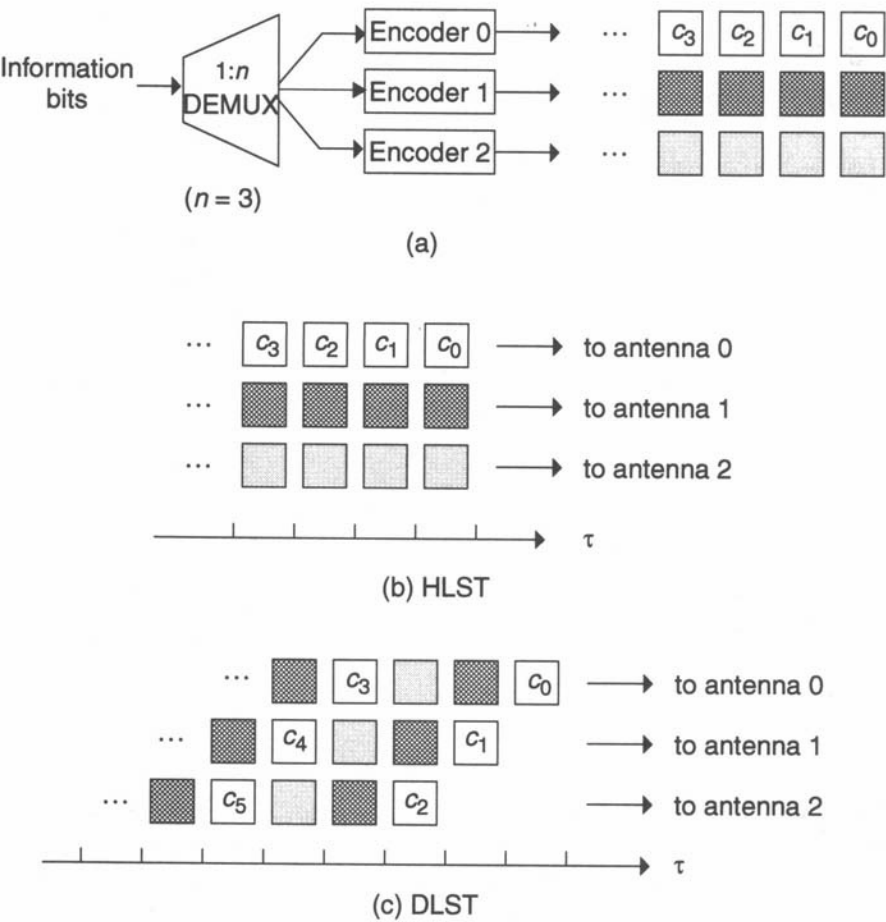 Information bits
1:n
DEMUX
(n = 3)
Encoder 0
Encoder 1
Encoder 2
... c3 c2 c1 c0
...
...
(a)
... c3 c2 c1 c0 to antenna 0
... to antenna 1
... to antenna 2
τ
(b) HLST
... c3 c0 to antenna 0
... c4 c1 to antenna 1
... c5 c2 to antenna 2
τ
(c) DLST